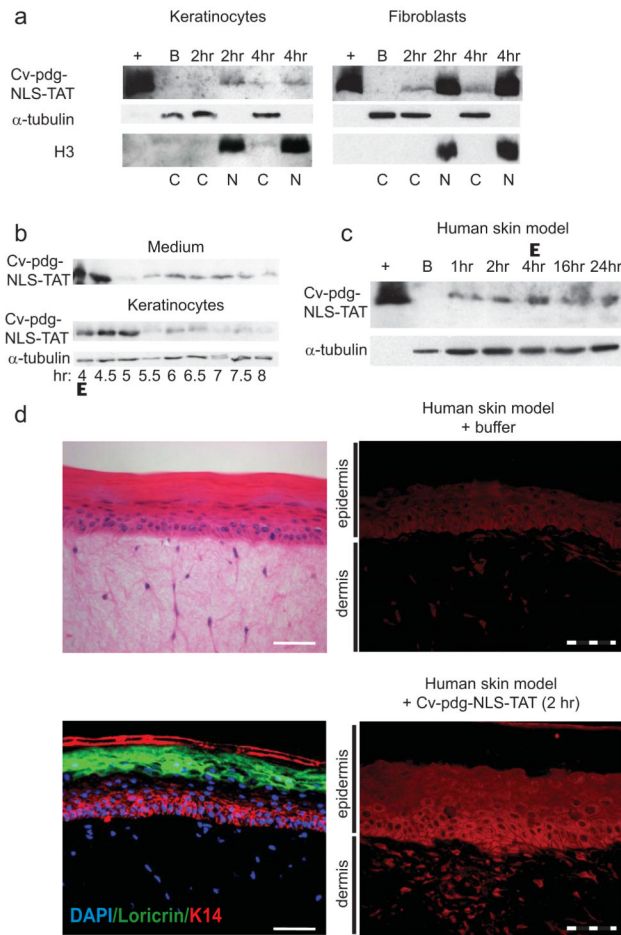 a
Keratinocytes Fibroblasts
+ B 2hr 2hr 4hr 4hr + B C 2hr 2hr 4hr 4hr
Cv-pdg-
NLS-TAT
α-tubulin
H3
C C N C N C C N C N
b
Medium
Cv-pdg-
NLS-TAT
Keratinocytes
Cv-pdg-
NLS-TAT
α-tubulin
hr: 4 4.5 5 5.5 6 6.5 7 7.5 8
E
c
Human skin model
E
+ B 1hr 2hr 4hr 16hr 24hr
Cv-pdg-
NLS-TAT
α-tubulin
d
Human skin model
+ buffer
epidermis
dermis
Human skin model
+ Cv-pdg-NLS-TAT (2 hr)
epidermis
dermis
DAPI/Loricrin/K14